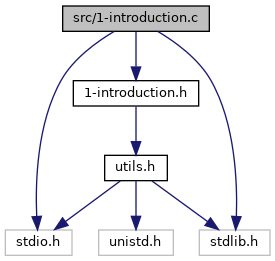 src/1-introduction.c
1-introduction.h
utils.h
stdio.h
unistd.h
stdlib.h